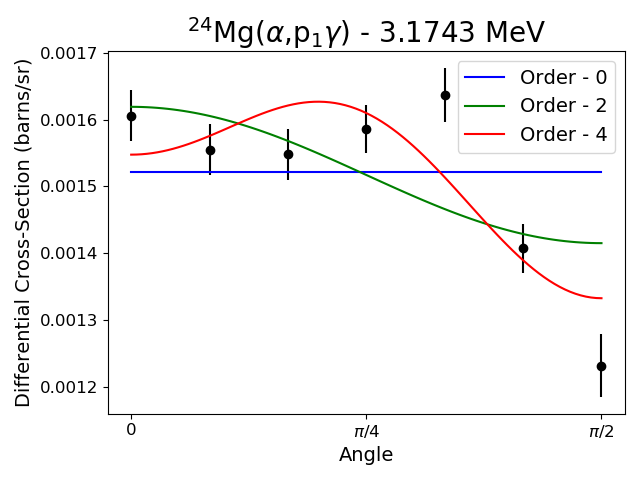 ²⁴Mg(α,p₁γ) - 3.1743 MeV
Differential Cross-Section (barns/sr)
0.0017
0.0016
0.0015
0.0014
0.0013
0.0012
Order - 0
Order - 2
Order - 4
0 π/4 π/2
Angle